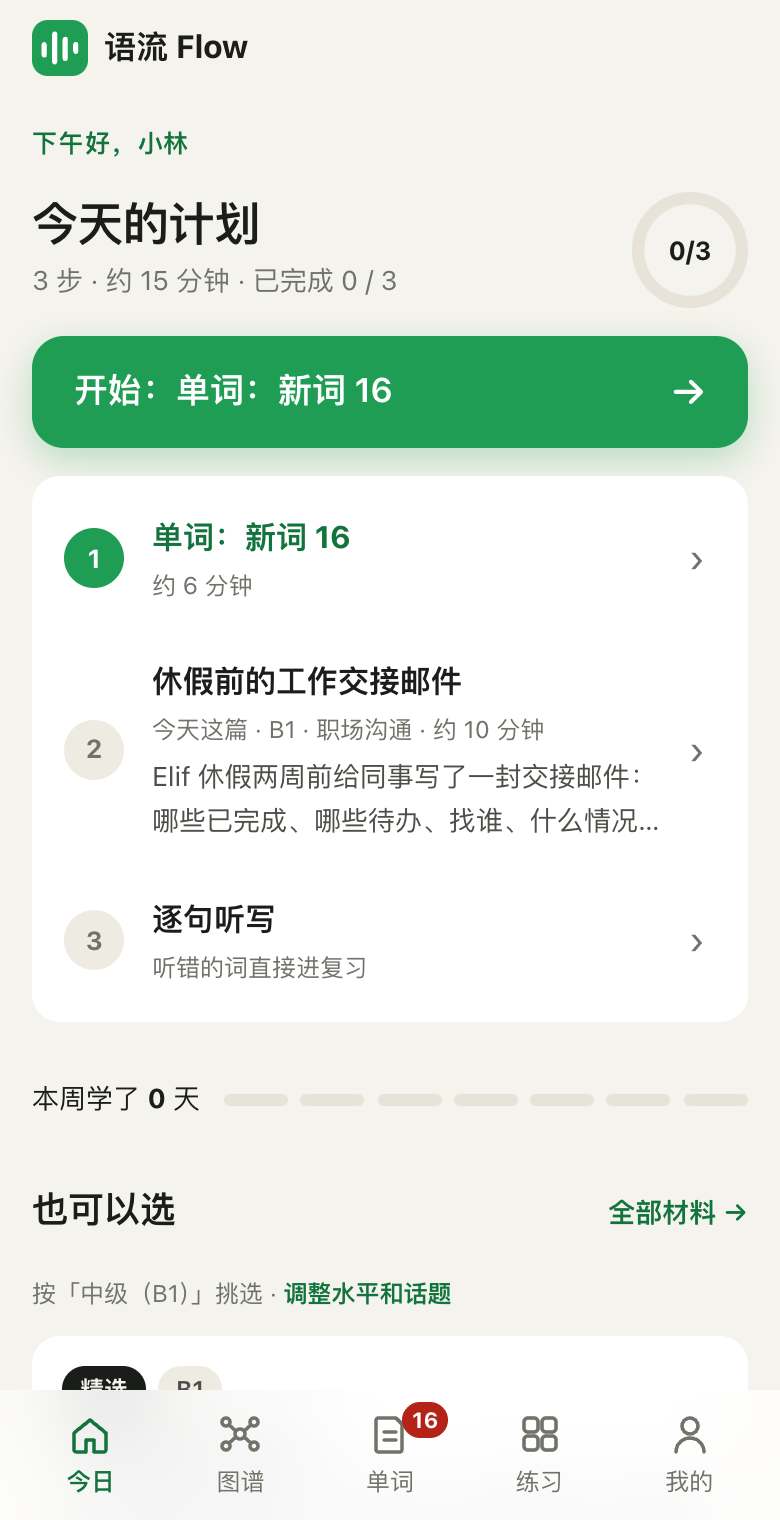 语流 Flow
下午好，小林
今天的计划
3 步 · 约 15 分钟 · 已完成 0 / 3
0/3
开始：单词：新词 16 →
1
单词：新词 16
约 6 分钟
2
休假前的工作交接邮件
今天这篇 · B1 · 职场沟通 · 约 10 分钟
Elif 休假两周前给同事写了一封交接邮件：
哪些已完成、哪些待办、找谁、什么情况...
3
逐句听写
听错的词直接进复习
本周学了 0 天
也可以选
全部材料 →
按「中级（B1）」挑选 · 调整水平和话题
精选
B1
16
今日
图谱
单词
练习
我的